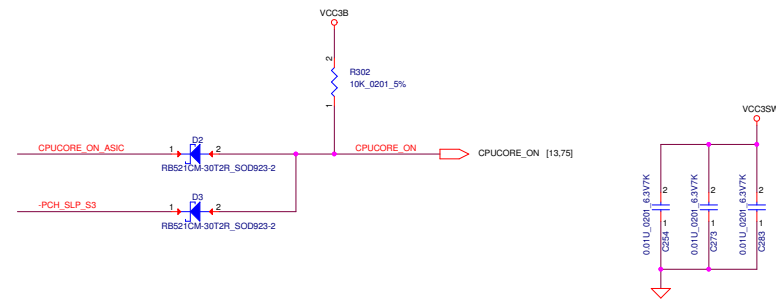 VCC3B
2
R302
10K_0201_5%
1
CPUCORE_ON_ASIC
1
D2
2
RB521CM-30T2R_SOD923-2
CPUCORE_ON
CPUCORE_ON [13,75]
-PCH_SLP_S3
1
D3
2
RB521CM-30T2R_SOD923-2
VCC3SW
0.01U_0201_6.3V7K
2
1
C254
0.01U_0201_6.3V7K
2
1
C273
0.01U_0201_6.3V7K
2
1
C283